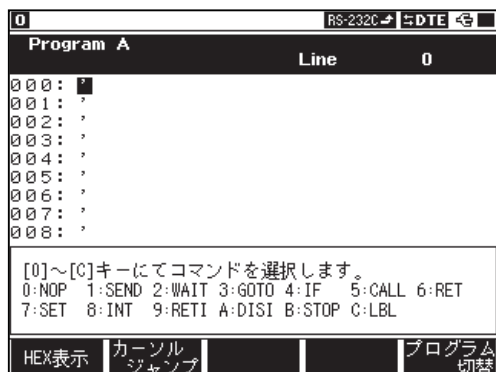 0 RS-232C DTE
Program A
Line 0
000: '
001: '
002: '
003: '
004: '
005: '
006: '
007: '
008: '
[0]~[C]キーにてコマンドを選択します。
0:NOP 1:SEND 2:WAIT 3:GOTO 4:IF 5:CALL 6:RET
7:SET 8:INT 9:RETI A:DISI B:STOP C:LBL
HEX表示 カーソル ジャンプ プログラム 切替